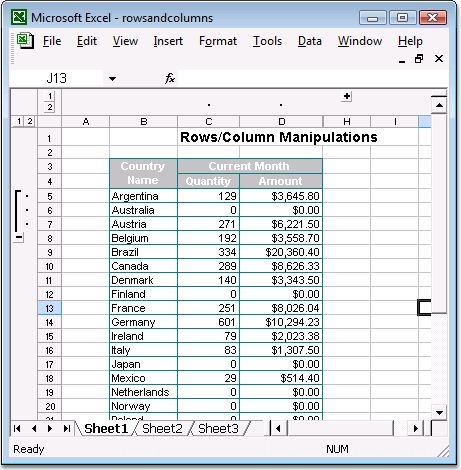 Microsoft Excel - rowsandcolumns
File Edit View Insert Format Tools Data Window Help
J13 fx
1
2
1 2 A B C D H I
1 Rows/Column Manipulations
2
3 Country Current Month
4 Name Quantity Amount
5 Argentina 129 $3,645.80
6 Australia 0 $0.00
7 Austria 271 $6,221.50
8 Belgium 192 $3,558.70
9 Brazil 334 $20,360.40
10 Canada 289 $8,626.33
11 Denmark 140 $3,343.50
12 Finland 0 $0.00
13 France 251 $8,026.04
14 Germany 601 $10,294.23
15 Ireland 79 $2,023.38
16 Italy 83 $1,307.50
17 Japan 0 $0.00
18 Mexico 29 $514.40
19 Netherlands 0 $0.00
20 Norway 0 $0.00
21 Poland 0 $0.00
Sheet1 Sheet2 Sheet3
Ready NUM